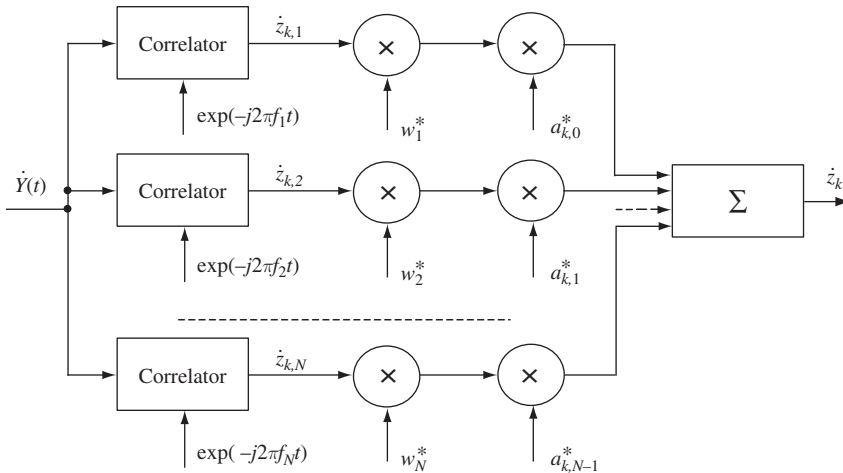 Correlator
ż_{k,1}
×
×
exp(–j2πf_1t)
w_1^*
a_{k,0}^*
Ẏ(t)
Correlator
ż_{k,2}
×
×
Σ
ż_k
exp(–j2πf_2t)
w_2^*
a_{k,1}^*
Correlator
ż_{k,N}
×
×
exp( –j2πf_Nt)
w_N^*
a_{k,N–1}^*